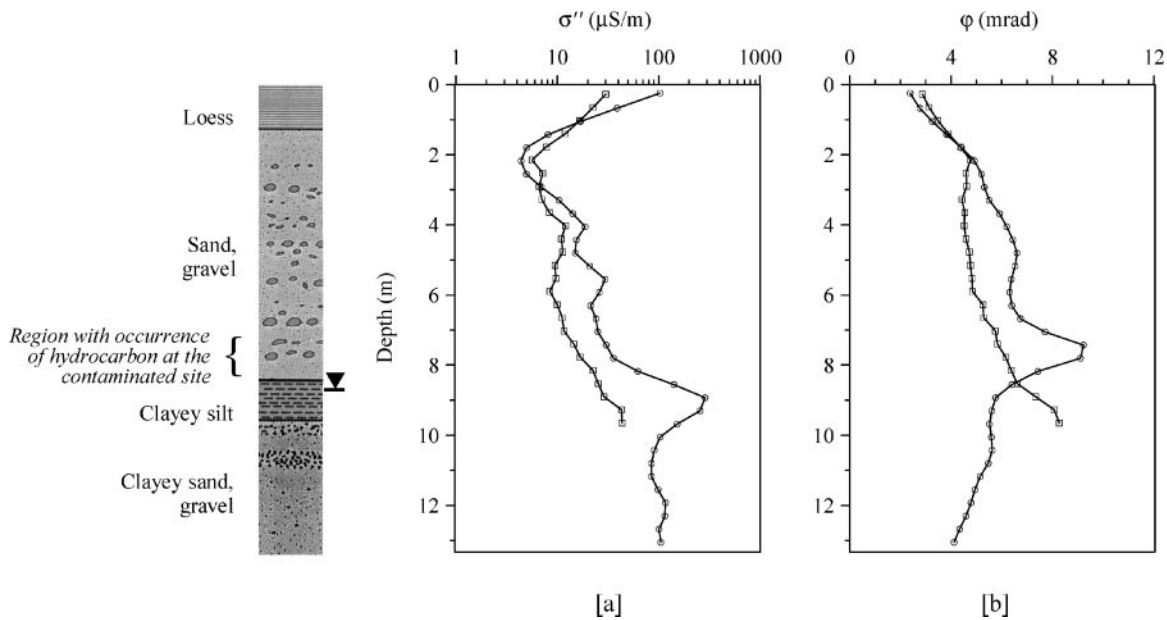 σ'' (µS/m)
1 10 100 1000
φ (mrad)
0 4 8 12
Depth (m)
0
2
4
6
8
10
12
0
2
4
6
8
10
12
Loess
Sand,
gravel
Region with occurrence
of hydrocarbon at the
contaminated site
{
Clayey silt
Clayey sand,
gravel
[a]
[b]